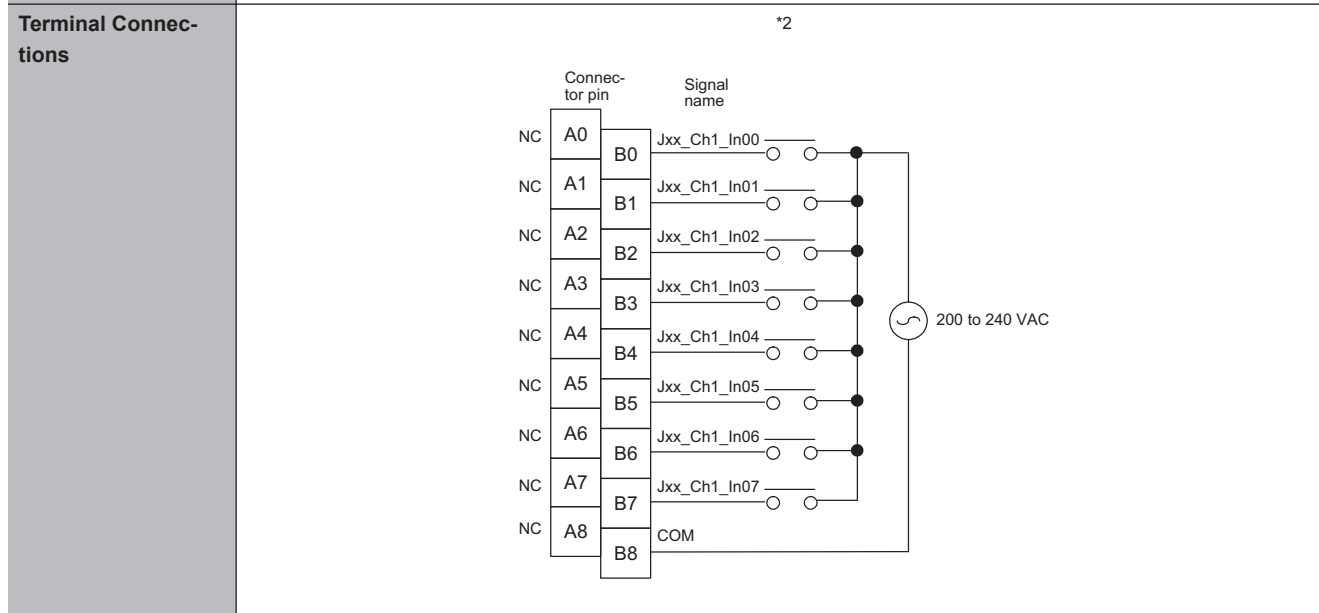 Terminal Connec-
tions
*2
Connec-
tor pin
Signal
name
NC A0 B0 Jxx_Ch1_In00
NC A1 B1 Jxx_Ch1_In01
NC A2 B2 Jxx_Ch1_In02
NC A3 B3 Jxx_Ch1_In03
200 to 240 VAC
NC A4 B4 Jxx_Ch1_In04
NC A5 B5 Jxx_Ch1_In05
NC A6 B6 Jxx_Ch1_In06
NC A7 B7 Jxx_Ch1_In07
NC A8 B8 COM